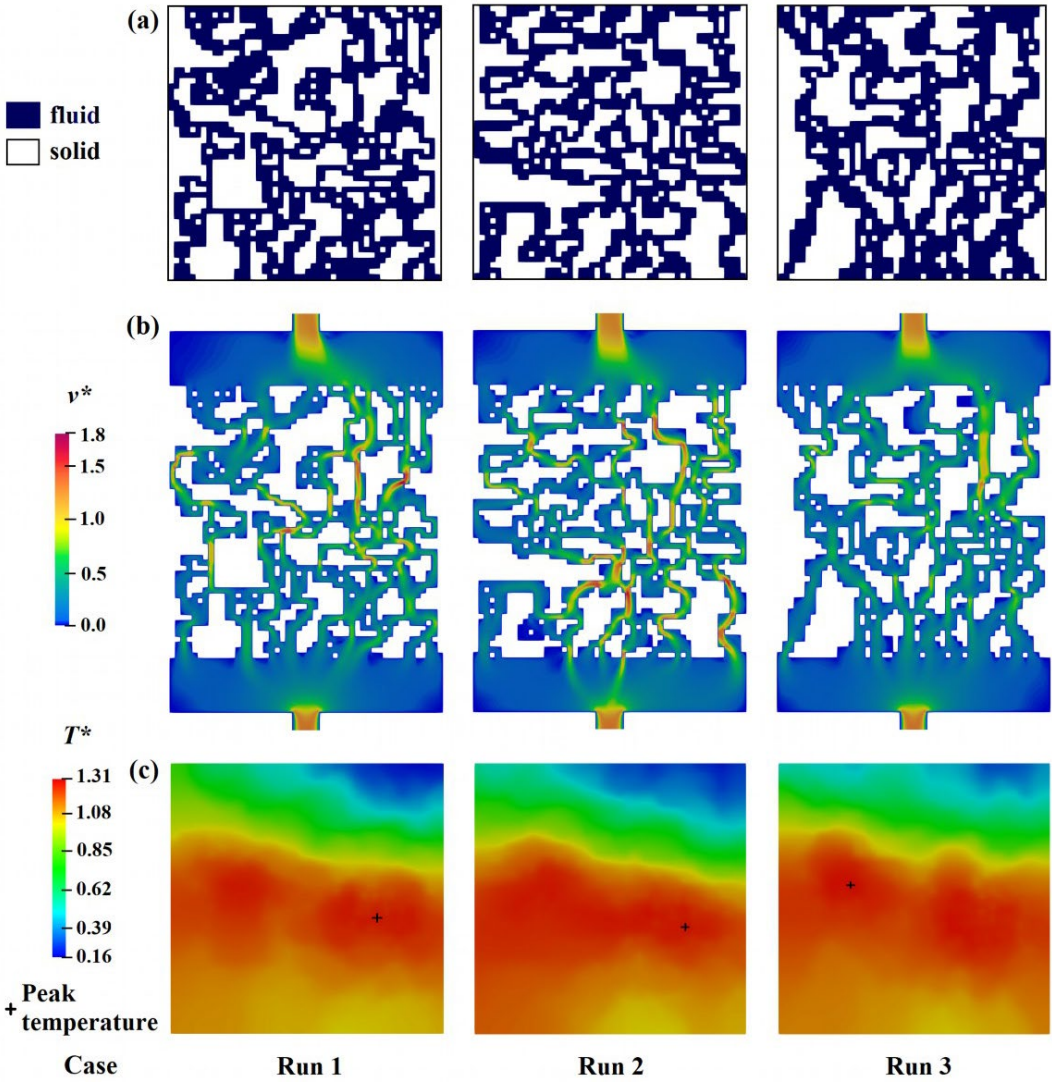 (a)
fluid
solid
(b)
v*
1.8
1.5
1.0
0.5
0.0
T*
(c)
1.31
1.08
0.85
0.62
0.39
0.16
+ Peak
temperature
Case Run 1 Run 2 Run 3